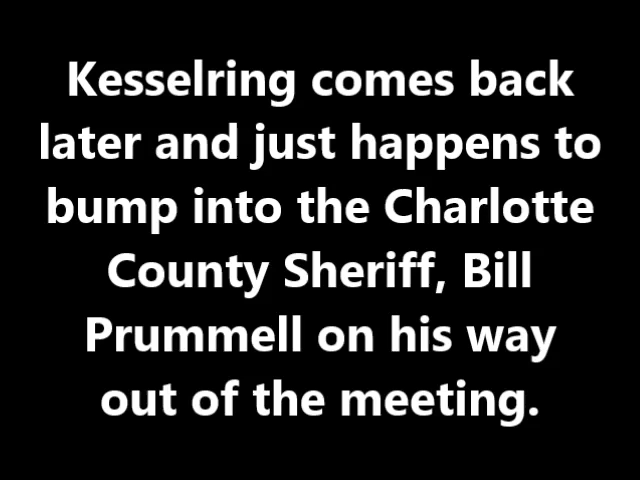 Kesselring comes back
later and just happens to
bump into the Charlotte
County Sheriff, Bill
Prummell on his way
out of the meeting.